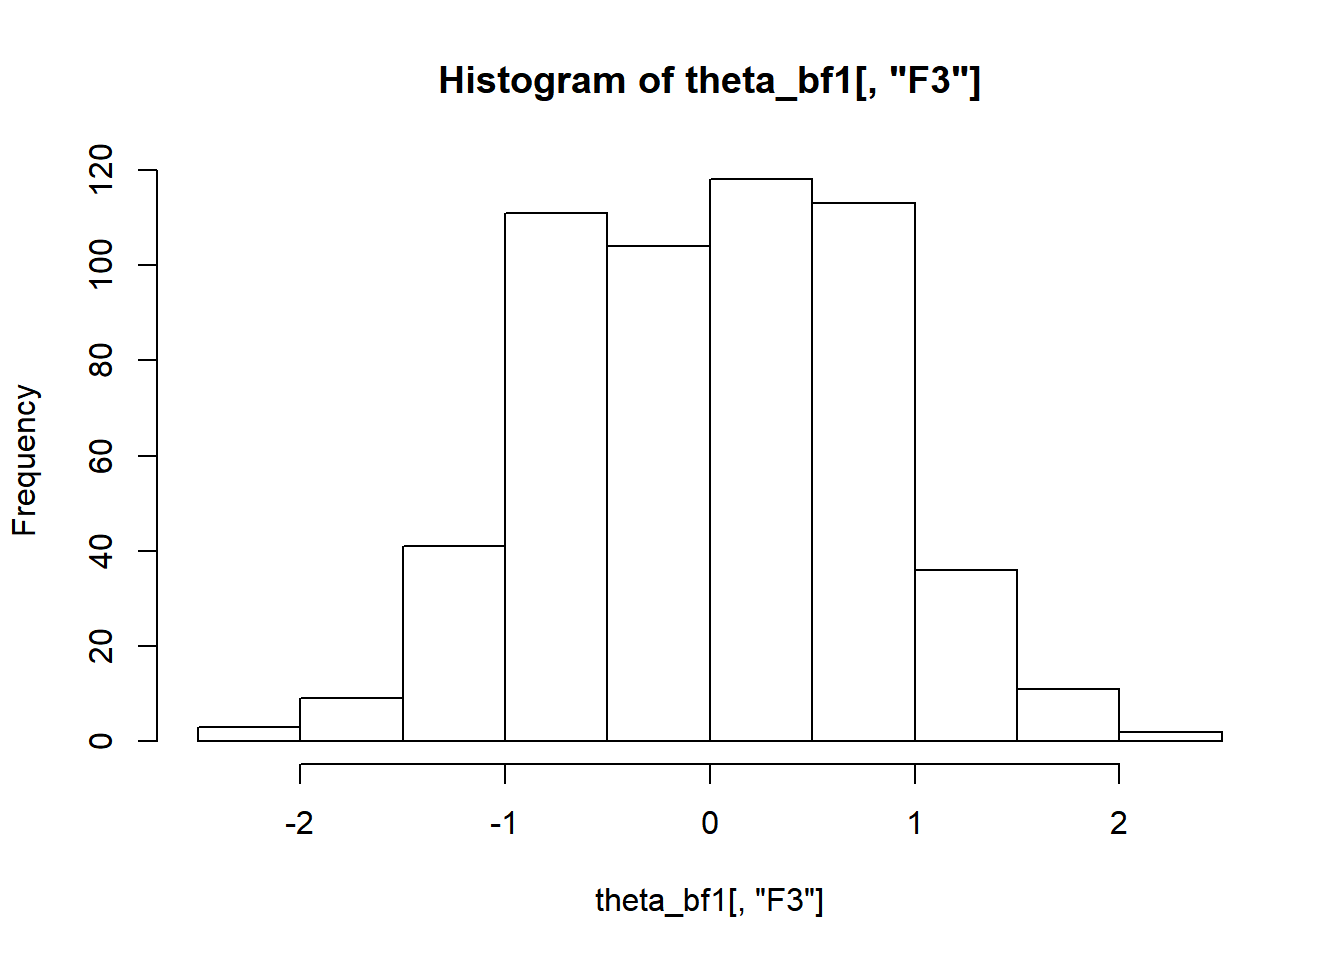 Histogram of theta_bf1[, "F3"]
Frequency
120
100
80
60
40
20
0
-2 -1 0 1 2
theta_bf1[, "F3"]